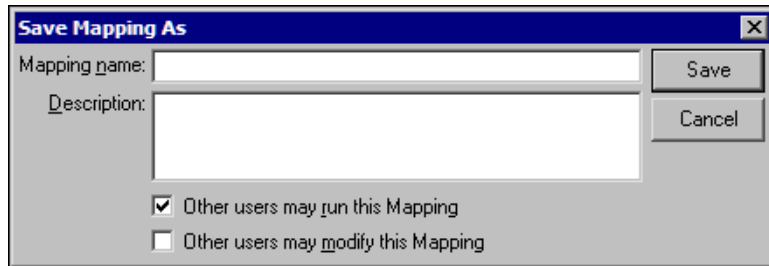 Save Mapping As
Mapping name:
Save
Description:
Cancel
Other users may run this Mapping
Other users may modify this Mapping